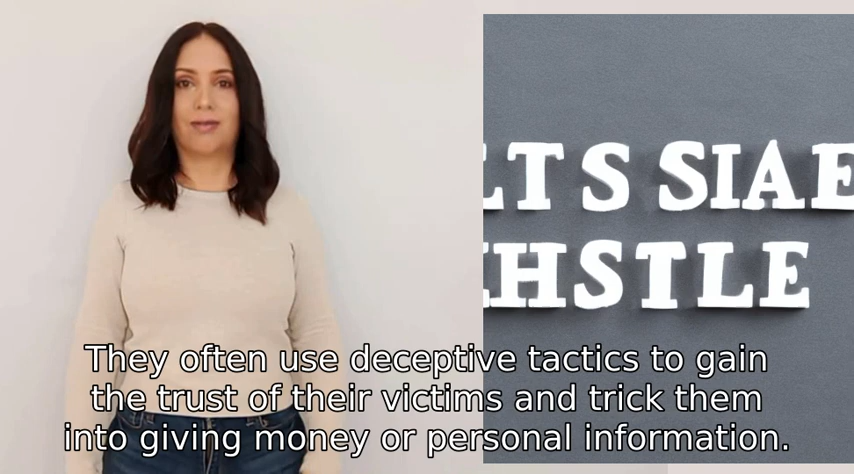 LT S SIAE
HSTLE
They often use deceptive tactics to gain
the trust of their victims and trick them
into giving money or personal information.